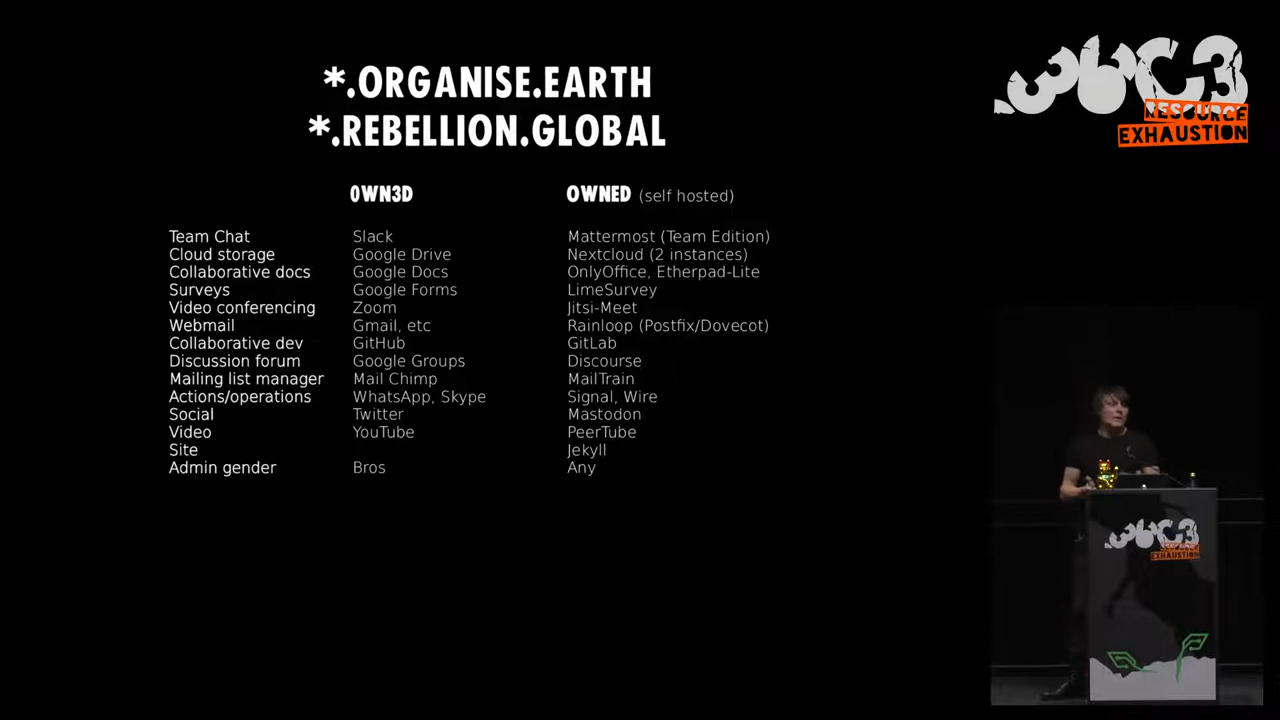 *.ORGANISE.EARTH
*.REBELLION.GLOBAL
36C3
RESOURCE
EXHAUSTION
0WN3D OWNED (self hosted)
Team Chat Slack Mattermost (Team Edition)
Cloud storage Google Drive Nextcloud (2 instances)
Collaborative docs Google Docs OnlyOffice, Etherpad-Lite
Surveys Google Forms LimeSurvey
Video conferencing Zoom Jitsi-Meet
Webmail Gmail, etc Rainloop (Postfix/Dovecot)
Collaborative dev GitHub GitLab
Discussion forum Google Groups Discourse
Mailing list manager Mail Chimp MailTrain
Actions/operations WhatsApp, Skype Signal, Wire
Social Twitter Mastodon
Video YouTube PeerTube
Site Jekyll
Admin gender Bros Any
36C3
RESOURCE
EXHAUSTION